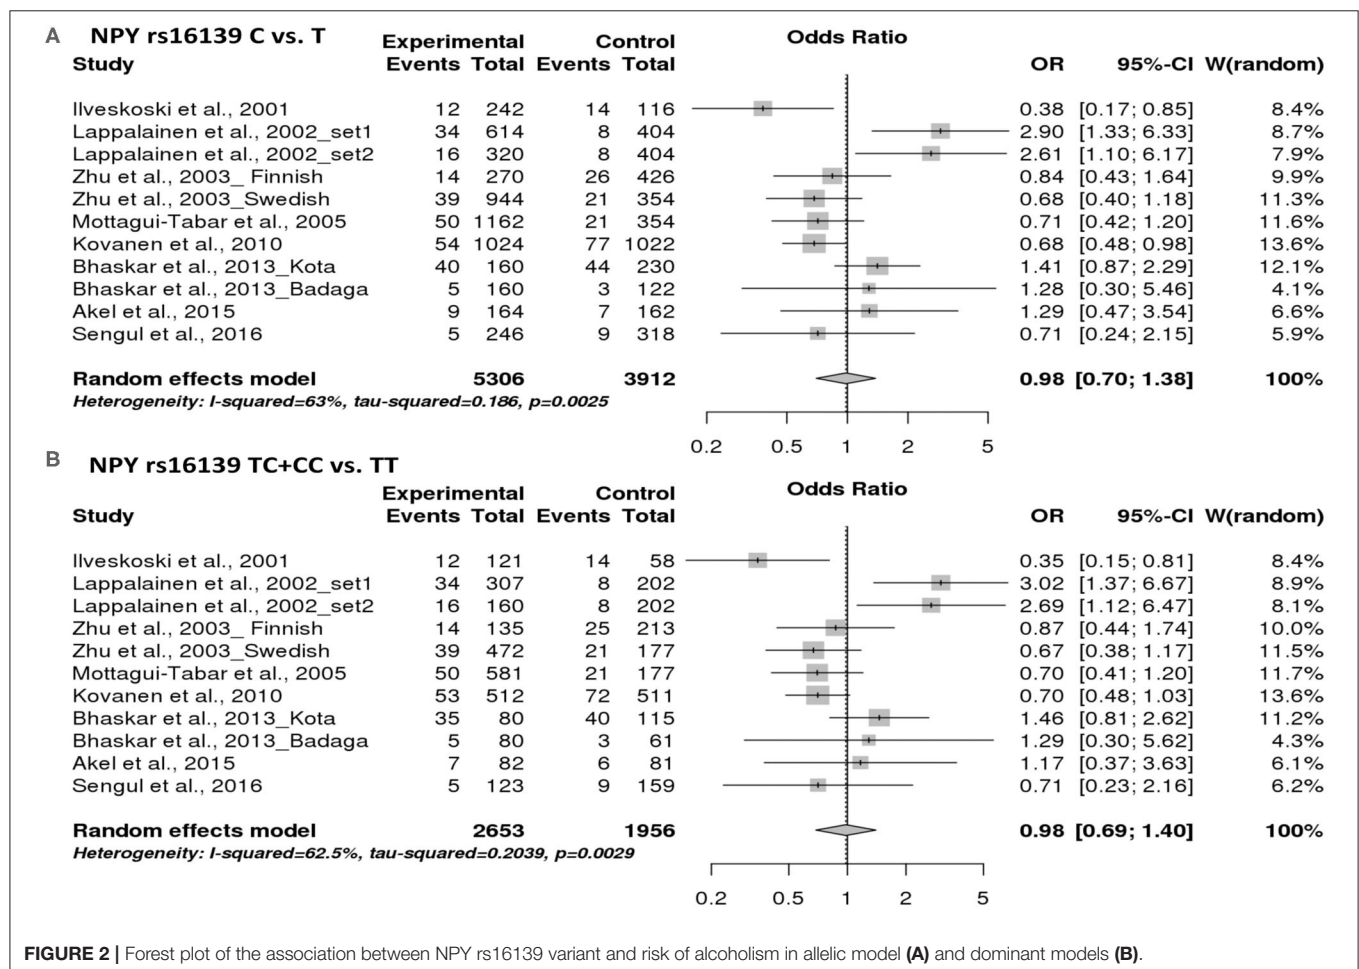 A NPY rs16139 C vs. T
Experimental Control Odds Ratio
Study Events Total Events Total OR 95%-CI W(random)
Ilveskoski et al., 2001 12 242 14 116 0.38 [0.17; 0.85] 8.4%
Lappalainen et al., 2002_set1 34 614 8 404 2.90 [1.33; 6.33] 8.7%
Lappalainen et al., 2002_set2 16 320 8 404 2.61 [1.10; 6.17] 7.9%
Zhu et al., 2003_ Finnish 14 270 26 426 0.84 [0.43; 1.64] 9.9%
Zhu et al., 2003_Swedish 39 944 21 354 0.68 [0.40; 1.18] 11.3%
Mottagui-Tabar et al., 2005 50 1162 21 354 0.71 [0.42; 1.20] 11.6%
Kovanen et al., 2010 54 1024 77 1022 0.68 [0.48; 0.98] 13.6%
Bhaskar et al., 2013_Kota 40 160 44 230 1.41 [0.87; 2.29] 12.1%
Bhaskar et al., 2013_Badaga 5 160 3 122 1.28 [0.30; 5.46] 4.1%
Akel et al., 2015 9 164 7 162 1.29 [0.47; 3.54] 6.6%
Sengul et al., 2016 5 246 9 318 0.71 [0.24; 2.15] 5.9%
Random effects model 5306 3912 0.98 [0.70; 1.38] 100%
Heterogeneity: I-squared=63%, tau-squared=0.186, p=0.0025
0.2 0.5 1 2 5
B NPY rs16139 TC+CC vs. TT
Experimental Control Odds Ratio
Study Events Total Events Total OR 95%-CI W(random)
Ilveskoski et al., 2001 12 121 14 58 0.35 [0.15; 0.81] 8.4%
Lappalainen et al., 2002_set1 34 307 8 202 3.02 [1.37; 6.67] 8.9%
Lappalainen et al., 2002_set2 16 160 8 202 2.69 [1.12; 6.47] 8.1%
Zhu et al., 2003_ Finnish 14 135 25 213 0.87 [0.44; 1.74] 10.0%
Zhu et al., 2003_Swedish 39 472 21 177 0.67 [0.38; 1.17] 11.5%
Mottagui-Tabar et al., 2005 50 581 21 177 0.70 [0.41; 1.20] 11.7%
Kovanen et al., 2010 53 512 72 511 0.70 [0.48; 1.03] 13.6%
Bhaskar et al., 2013_Kota 35 80 40 115 1.46 [0.81; 2.62] 11.2%
Bhaskar et al., 2013_Badaga 5 80 3 61 1.29 [0.30; 5.62] 4.3%
Akel et al., 2015 7 82 6 81 1.17 [0.37; 3.63] 6.1%
Sengul et al., 2016 5 123 9 159 0.71 [0.23; 2.16] 6.2%
Random effects model 2653 1956 0.98 [0.69; 1.40] 100%
Heterogeneity: I-squared=62.5%, tau-squared=0.2039, p=0.0029
0.2 0.5 1 2 5
FIGURE 2 | Forest plot of the association between NPY rs16139 variant and risk of alcoholism in allelic model (A) and dominant models (B).